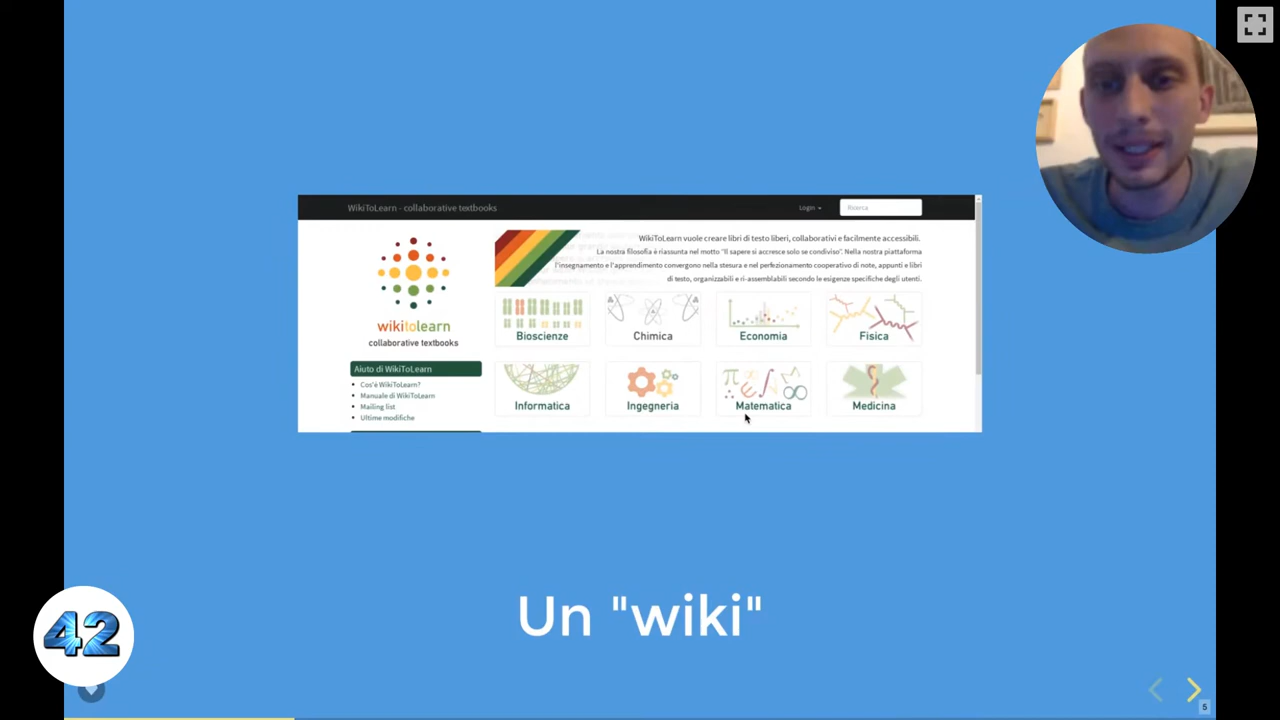 WikiToLearn - collaborative textbooks
Login
Ricerca
WikiToLearn vuole creare libri di testo liberi, collaborativi e facilmente accessibili.
La nostra filosofia è riassunta nel motto "Il sapere si accresce solo se condiviso". Nella nostra piattaforma
l'insegnamento e l'apprendimento convergono nella stesura e nel perfezionamento cooperativo di note, appunti e libri
di testo, organizzabili e ri-assemblabili secondo le esigenze specifiche degli utenti.
wikitolearn
collaborative textbooks
Bioscienze
Chimica
Economia
Fisica
Aiuto di WikiToLearn
Cos'è WikiToLearn?
Manuale di WikiToLearn
Mailing list
Ultime modifiche
Informatica
Ingegneria
Matematica
Medicina
Un "wiki"
42
5